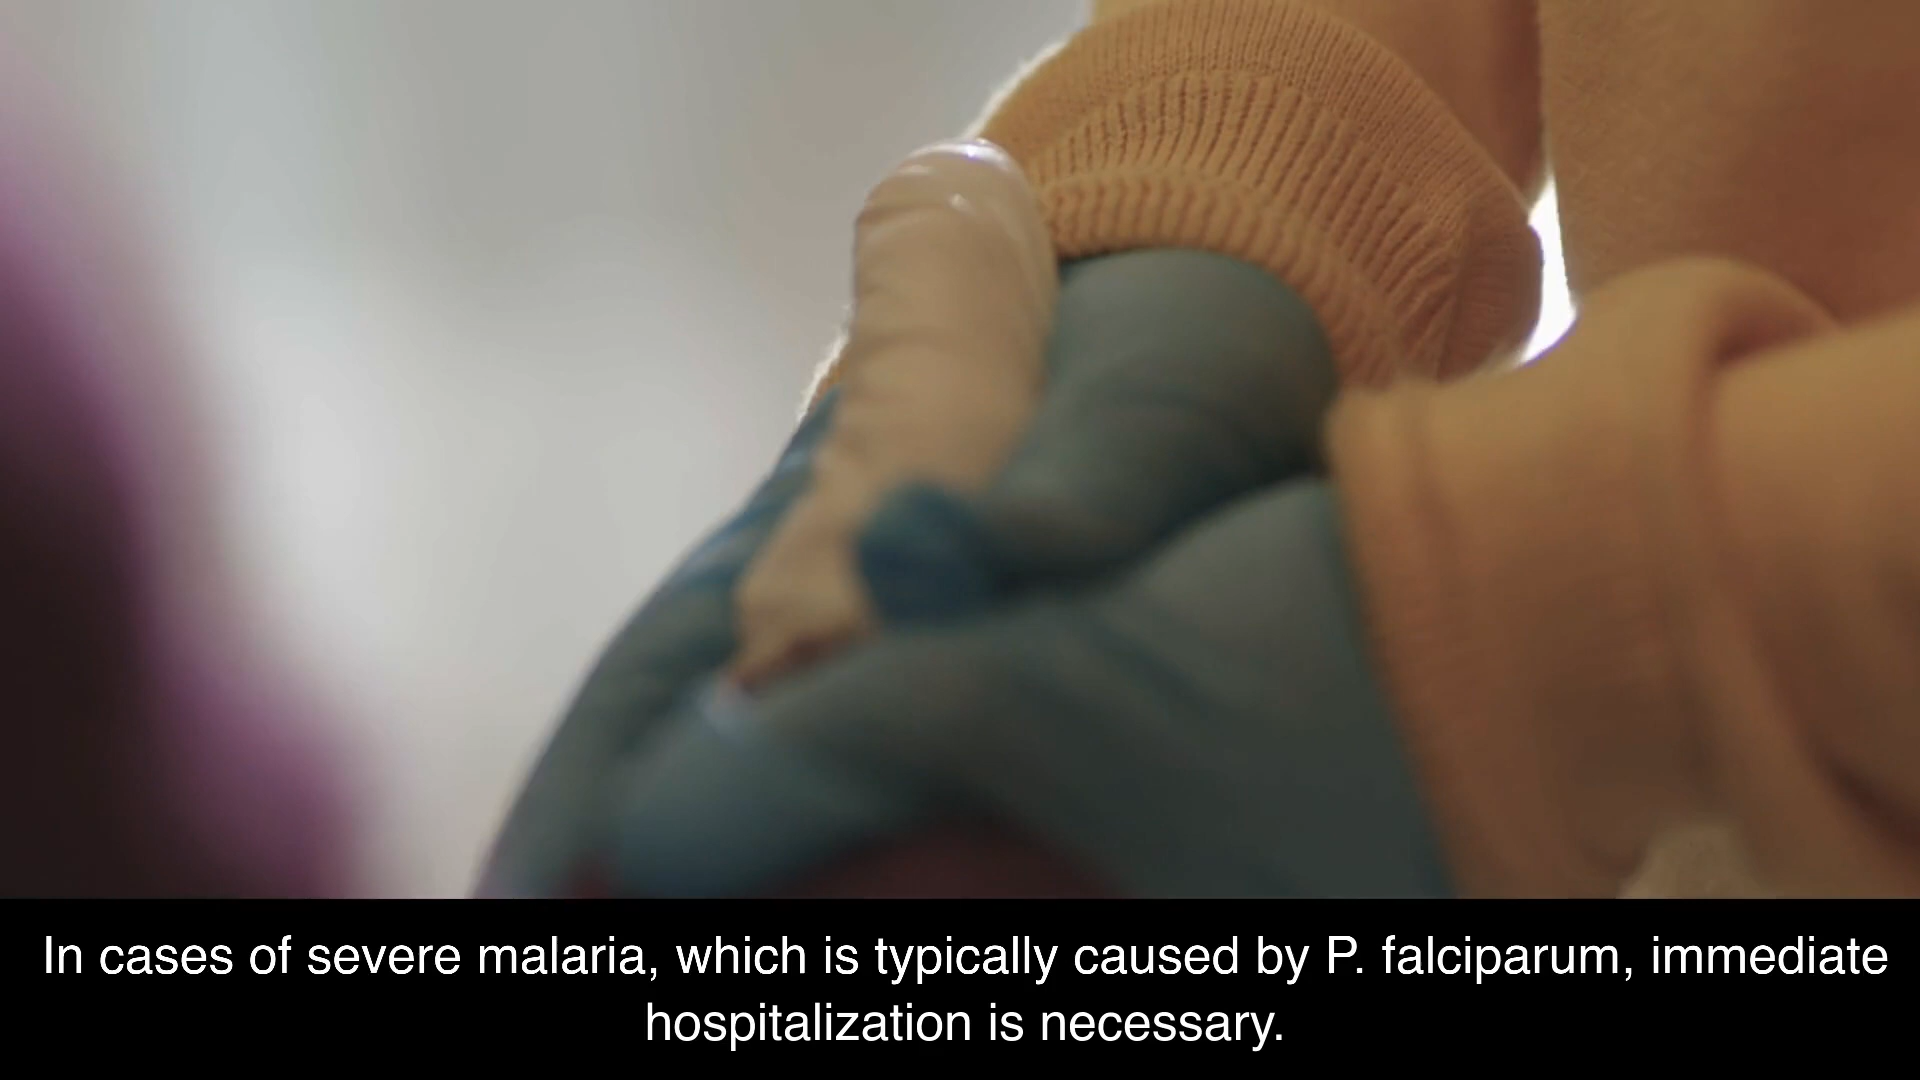 In cases of severe malaria, which is typically caused by P. falciparum, immediate
hospitalization is necessary.